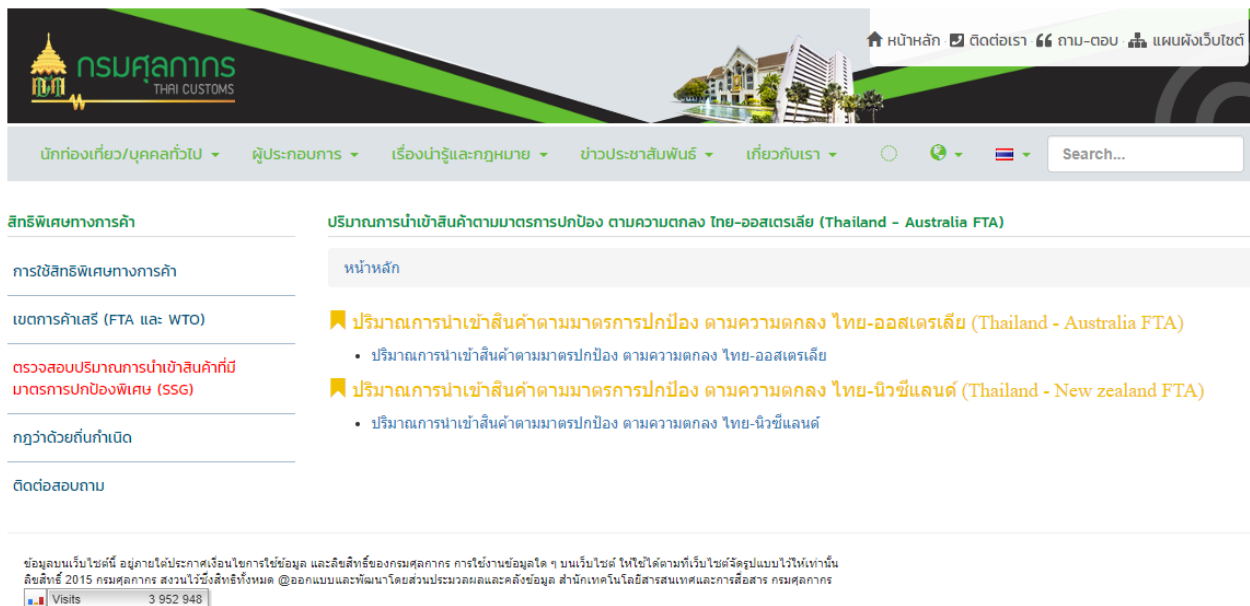 หน้าหลัก ติดต่อเรา ถาม-ตอบ แผนผังเว็บไซต์
กรมศุลกากร
THAI CUSTOMS
นักท่องเที่ยว/บุคคลทั่วไป ผู้ประกอบการ เรื่องน่ารู้และกฎหมาย ข่าวประชาสัมพันธ์ เกี่ยวกับเรา Search...
สิทธิพิเศษทางการค้า
การใช้สิทธิพิเศษทางการค้า
เขตการค้าเสรี (FTA และ WTO)
ตรวจสอบปริมาณการนำเข้าสินค้าที่มี
มาตรการปกป้องพิเศษ (SSG)
กฎว่าด้วยถิ่นกำเนิด
ติดต่อสอบถาม
ปริมาณการนำเข้าสินค้าตามมาตรการปกป้อง ตามความตกลง ไทย-ออสเตรเลีย (Thailand - Australia FTA)
หน้าหลัก
ปริมาณการนำเข้าสินค้าตามมาตรการปกป้อง ตามความตกลง ไทย-ออสเตรเลีย (Thailand - Australia FTA)
• ปริมาณการนำเข้าสินค้าตามมาตรปกป้อง ตามความตกลง ไทย-ออสเตรเลีย
ปริมาณการนำเข้าสินค้าตามมาตรการปกป้อง ตามความตกลง ไทย-นิวซีแลนด์ (Thailand - New zealand FTA)
• ปริมาณการนำเข้าสินค้าตามมาตรปกป้อง ตามความตกลง ไทย-นิวซีแลนด์
ข้อมูลบนเว็บไซต์นี้ อยู่ภายใต้ประกาศเงื่อนไขการใช้ข้อมูล และลิขสิทธิ์ของกรมศุลกากร การใช้งานข้อมูลใด ๆ บนเว็บไซต์ ให้ใช้ได้ตามที่เว็บไซต์จัดรูปแบบไว้ให้เท่านั้น
ลิขสิทธิ์ 2015 กรมศุลกากร สงวนไว้ซึ่งสิทธิทั้งหมด @ออกแบบและพัฒนาโดยส่วนประมวลผลและคลังข้อมูล สำนักเทคโนโลยีสารสนเทศและการสื่อสาร กรมศุลกากร
Visits 3 952 948